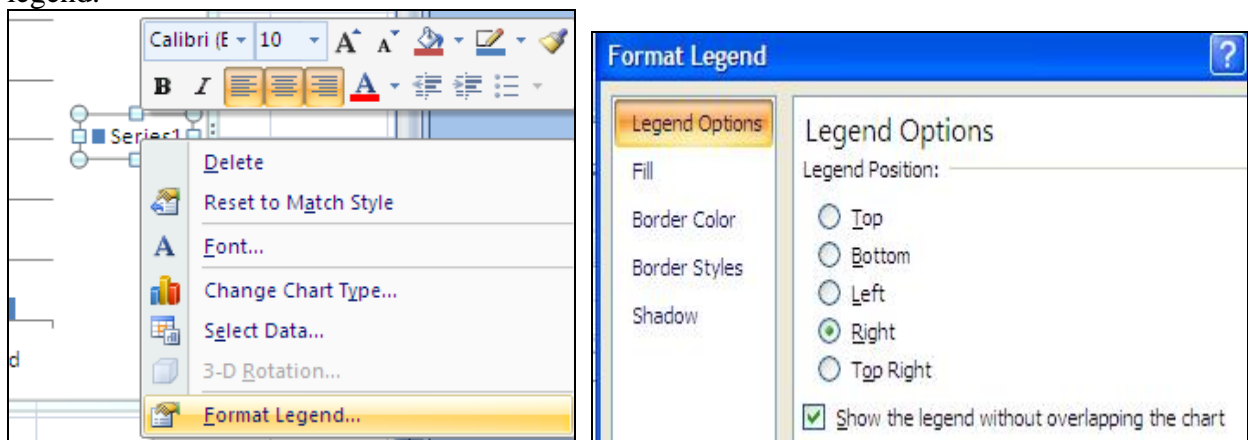 legend.
Calibri (E 10 A A
B I A
Series1
Delete
Reset to Match Style
A Font...
Change Chart Type...
Select Data...
3-D Rotation...
Format Legend...
d
Format Legend ?
Legend Options
Fill
Border Color
Border Styles
Shadow
Legend Options
Legend Position:
Top
Bottom
Left
Right
Top Right
Show the legend without overlapping the chart